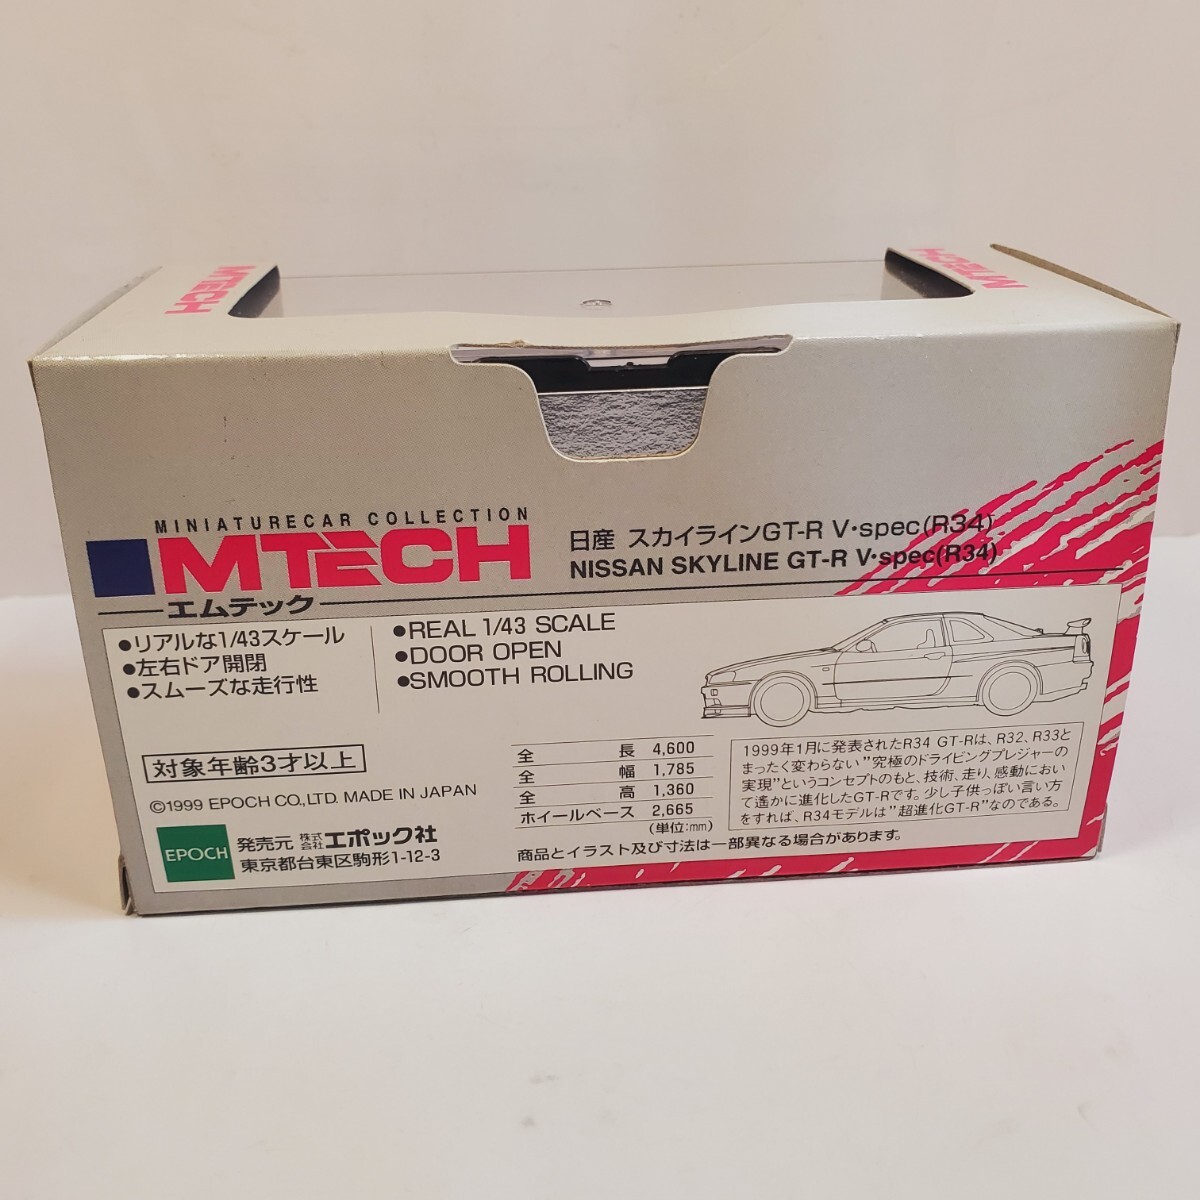 MTECH
MTECH
MINIATURECAR COLLECTION
MTECH
エムテック
日産 スカイラインGT-R V・spec(R34)
NISSAN SKYLINE GT-R V・spec(R34)
●リアルな1/43スケール
●左右ドア開閉
●スムーズな走行性
●REAL 1/43 SCALE
●DOOR OPEN
●SMOOTH ROLLING
対象年齢3才以上
©1999 EPOCH CO.,LTD. MADE IN JAPAN
EPOCH
発売元 株式会社 エポック社
東京都台東区駒形1-12-3
全長 4,600
全幅 1,785
全高 1,360
ホイールベース 2,665
(単位:mm)
1999年1月に発表されたR34 GT-Rは、R32、R33と
まったく変わらない"究極のドライビングプレジャーの
実現"というコンセプトのもと、技術、走り、感動におい
て遙かに進化したGT-Rです。少し子供っぽい言い方
をすれば、R34モデルは"超進化GT-R"なのである。
商品とイラスト及び寸法は一部異なる場合があります。